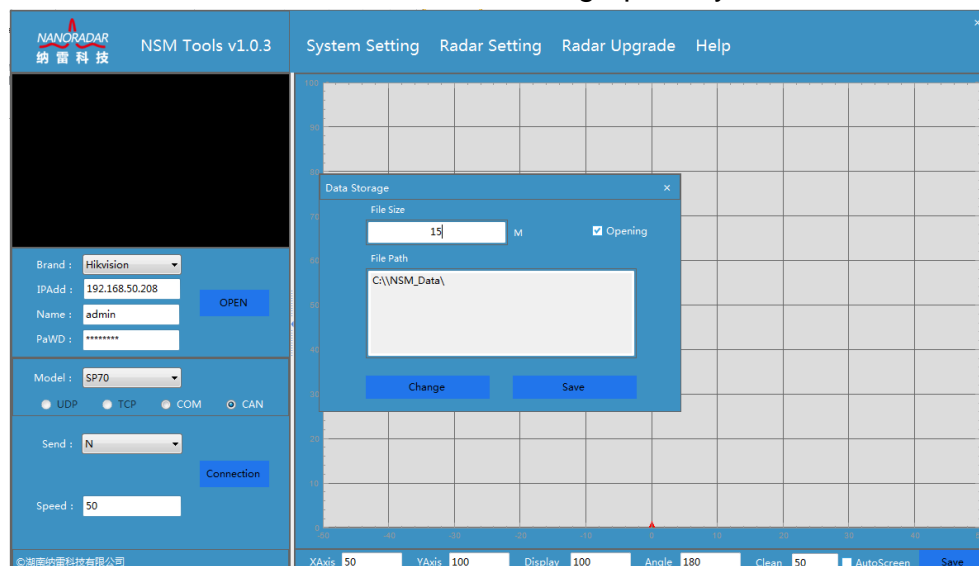 NANORADAR
纳雷科技
NSM Tools v1.0.3
System Setting Radar Setting Radar Upgrade Help
×
Data Storage ×
File Size
15 M Opening
File Path
C:\\NSM_Data\
Change Save
Brand : Hikvision
IPAdd : 192.168.50.208
OPEN
Name : admin
PaWD : ********
Model : SP70
UDP TCP COM CAN
Send : N
Connection
Speed : 50
©湖南纳雷科技有限公司
100
90
80
70
60
50
40
30
20
10
0
-50 -40 -30 -20 -10 0 10 20 30 40
XAxis 50 YAxis 100 Display 100 Angle 180 Clean 50 AutoScreen Save